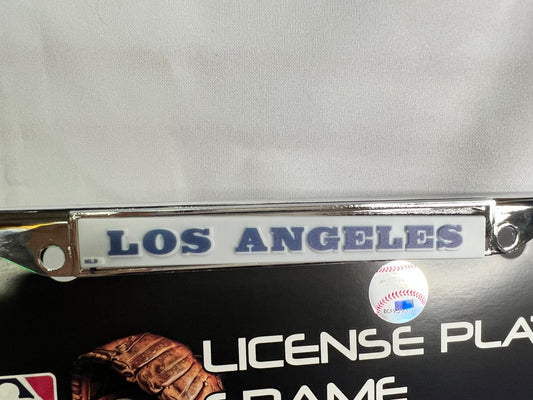 LOS ANGELES
MLB
LICENSE PLA
FRAME